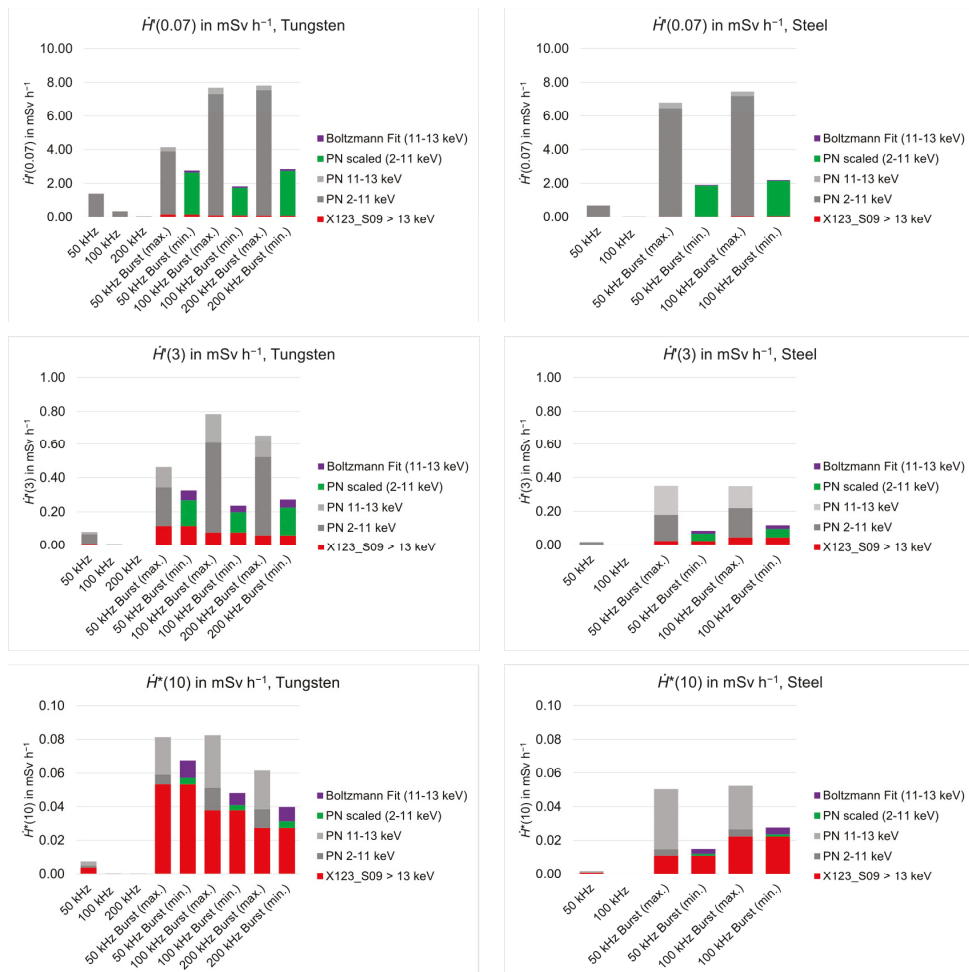 Ḣ'(0.07) in mSv h⁻¹, Tungsten
Ḣ'(0.07) in mSv h⁻¹
10.00
8.00
6.00
4.00
2.00
0.00
50 kHz
100 kHz
200 kHz
50 kHz Burst (max.)
50 kHz Burst (min.)
100 kHz Burst (max.)
100 kHz Burst (min.)
200 kHz Burst (max.)
200 kHz Burst (min.)
Boltzmann Fit (11-13 keV)
PN scaled (2-11 keV)
PN 11-13 keV
PN 2-11 keV
X123_S09 > 13 keV
Ḣ'(0.07) in mSv h⁻¹, Steel
Ḣ'(0.07) in mSv h⁻¹
10.00
8.00
6.00
4.00
2.00
0.00
50 kHz
100 kHz
50 kHz Burst (max.)
50 kHz Burst (min.)
100 kHz Burst (max.)
100 kHz Burst (min.)
Boltzmann Fit (11-13 keV)
PN scaled (2-11 keV)
PN 11-13 keV
PN 2-11 keV
X123_S09 > 13 keV
Ḣ'(3) in mSv h⁻¹, Tungsten
Ḣ'(3) in mSv h⁻¹
1.00
0.80
0.60
0.40
0.20
0.00
50 kHz
100 kHz
200 kHz
50 kHz Burst (max.)
50 kHz Burst (min.)
100 kHz Burst (max.)
100 kHz Burst (min.)
200 kHz Burst (max.)
200 kHz Burst (min.)
Boltzmann Fit (11-13 keV)
PN scaled (2-11 keV)
PN 11-13 keV
PN 2-11 keV
X123_S09 > 13 keV
Ḣ'(3) in mSv h⁻¹, Steel
Ḣ'(3) in mSv h⁻¹
1.00
0.80
0.60
0.40
0.20
0.00
50 kHz
100 kHz
50 kHz Burst (max.)
50 kHz Burst (min.)
100 kHz Burst (max.)
100 kHz Burst (min.)
Boltzmann Fit (11-13 keV)
PN scaled (2-11 keV)
PN 11-13 keV
PN 2-11 keV
X123_S09 > 13 keV
Ḣ*(10) in mSv h⁻¹, Tungsten
Ḣ*(10) in mSv h⁻¹
0.10
0.08
0.06
0.04
0.02
0.00
50 kHz
100 kHz
200 kHz
50 kHz Burst (max.)
50 kHz Burst (min.)
100 kHz Burst (max.)
100 kHz Burst (min.)
200 kHz Burst (max.)
200 kHz Burst (min.)
Boltzmann Fit (11-13 keV)
PN scaled (2-11 keV)
PN 11-13 keV
PN 2-11 keV
X123_S09 > 13 keV
Ḣ*(10) in mSv h⁻¹, Steel
Ḣ*(10) in mSv h⁻¹
0.10
0.08
0.06
0.04
0.02
0.00
50 kHz
100 kHz
50 kHz Burst (max.)
50 kHz Burst (min.)
100 kHz Burst (max.)
100 kHz Burst (min.)
Boltzmann Fit (11-13 keV)
PN scaled (2-11 keV)
PN 11-13 keV
PN 2-11 keV
X123_S09 > 13 keV